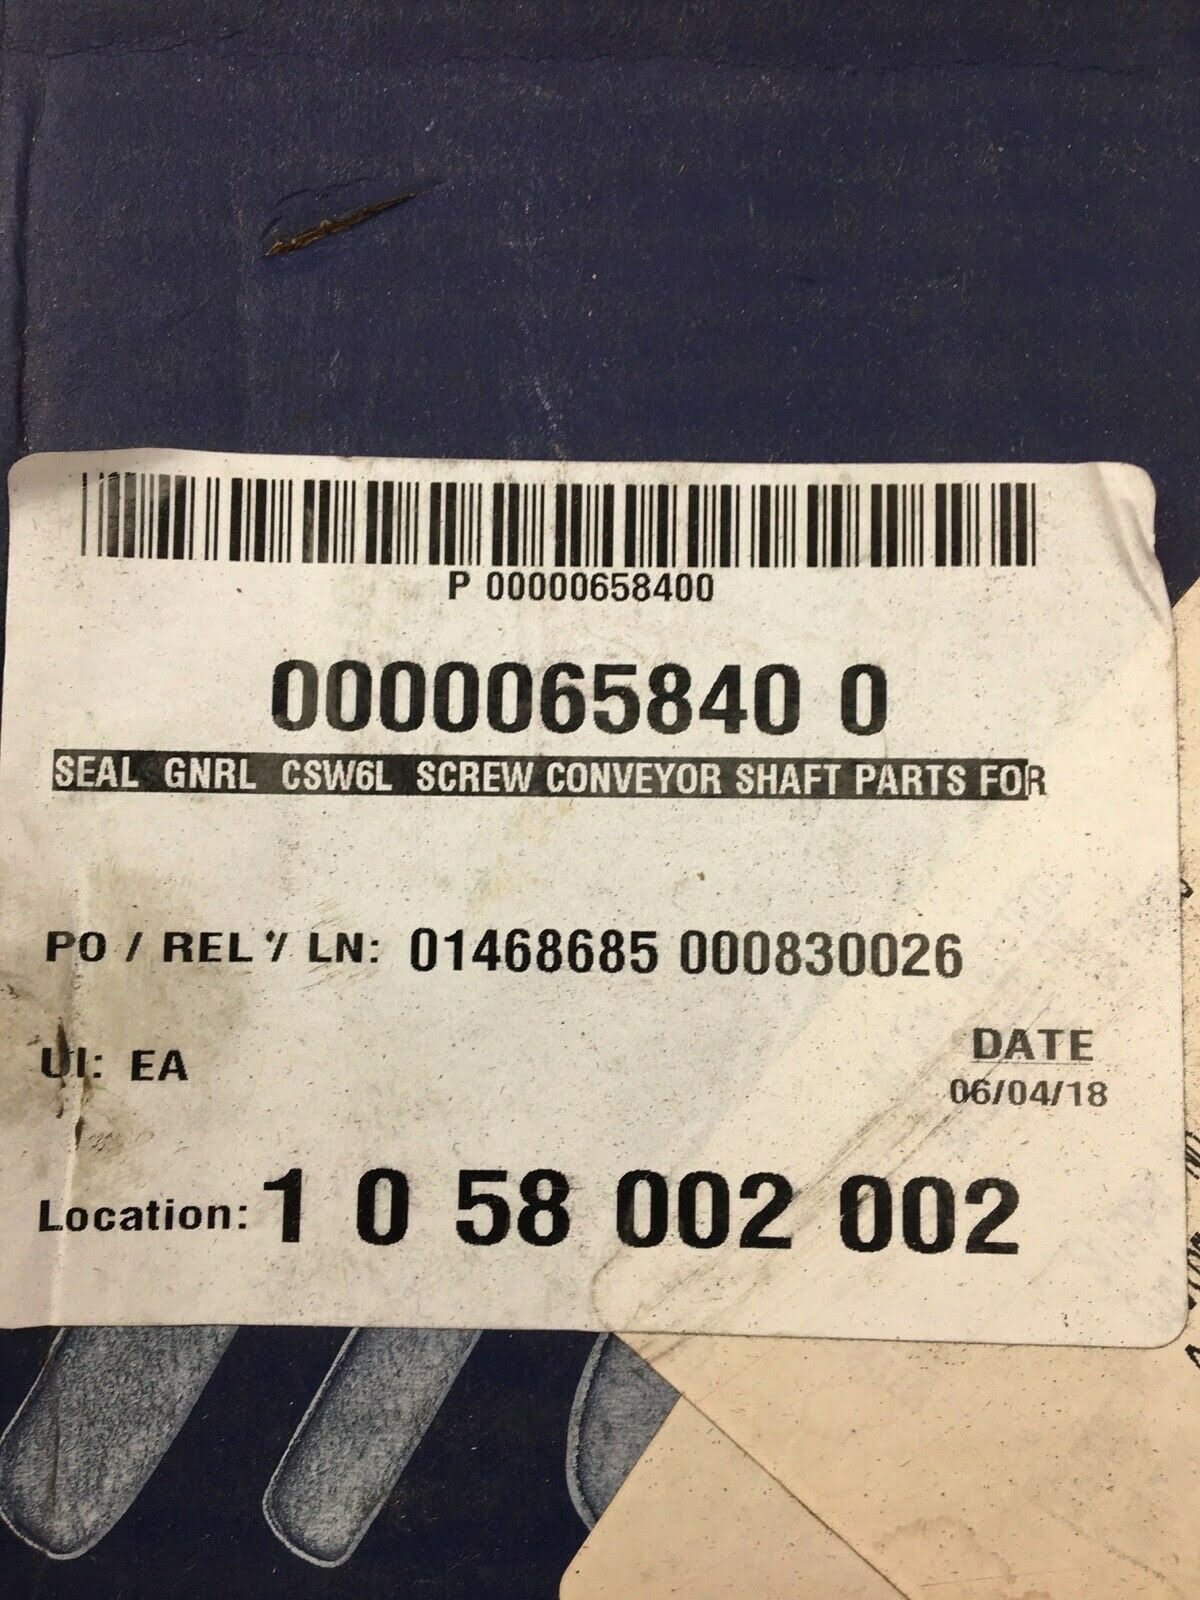 P 00000658400
0000065840 0
SEAL GNRL CSW6L SCREW CONVEYOR SHAFT PARTS FOR
PO / REL / LN: 01468685 000830026
UI: EA
DATE
06/04/18
Location: 1 0 58 002 002